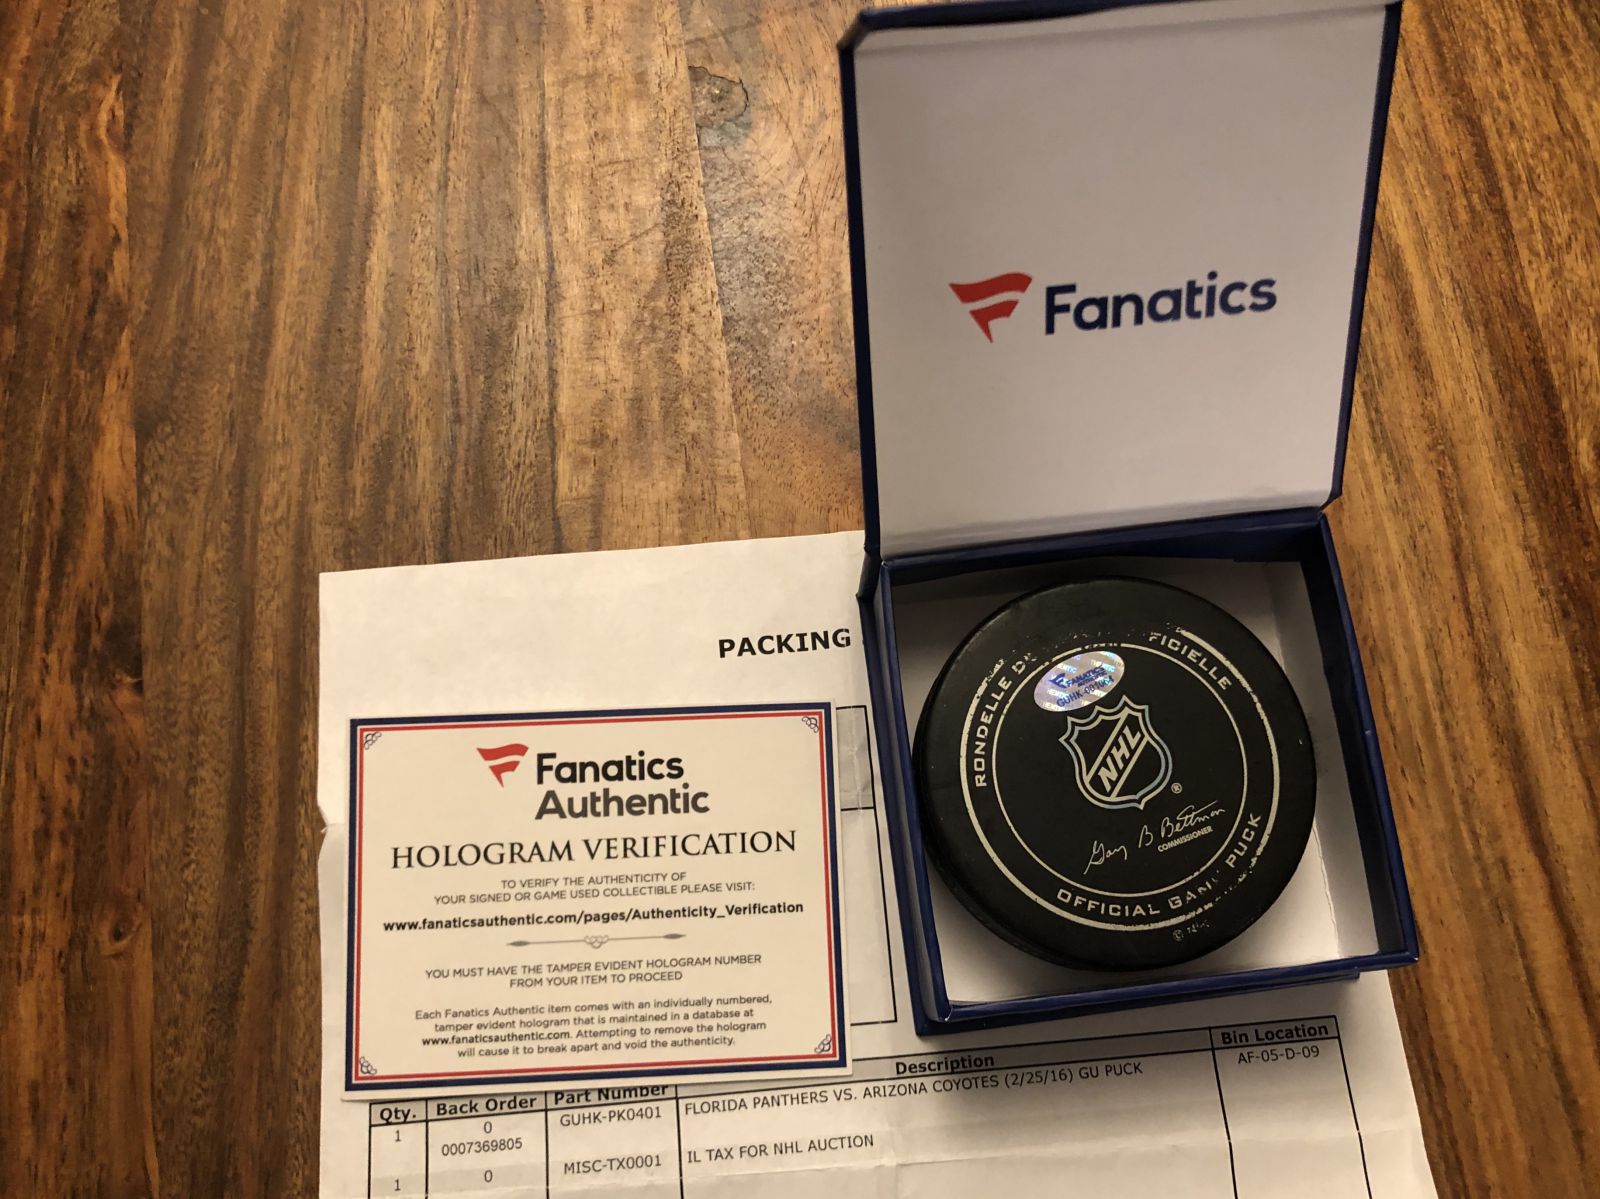 Fanatics
PACKING
Fanatics
Authentic
HOLOGRAM VERIFICATION
TO VERIFY THE AUTHENTICITY OF
YOUR SIGNED OR GAME USED COLLECTIBLE PLEASE VISIT:
www.fanaticsauthentic.com/pages/Authenticity_Verification
YOU MUST HAVE THE TAMPER EVIDENT HOLOGRAM NUMBER
FROM YOUR ITEM TO PROCEED
Each Fanatics Authentic item comes with an individually numbered,
tamper evident hologram that is maintained in a database at
www.fanaticsauthentic.com. Attempting to remove the hologram
will cause it to break apart and void the authenticity.
RONDELLE
FICIELLE
NHL
®
Gary B Bettman
COMMISSIONER
OFFICIAL
PUCK
Qty. Back Order Part Number Description Bin Location
1 0 GUHK-PK0401 FLORIDA PANTHERS VS. ARIZONA COYOTES (2/25/16) GU PUCK AF-05-D-09
0007369805
1 0 MISC-TX0001 IL TAX FOR NHL AUCTION